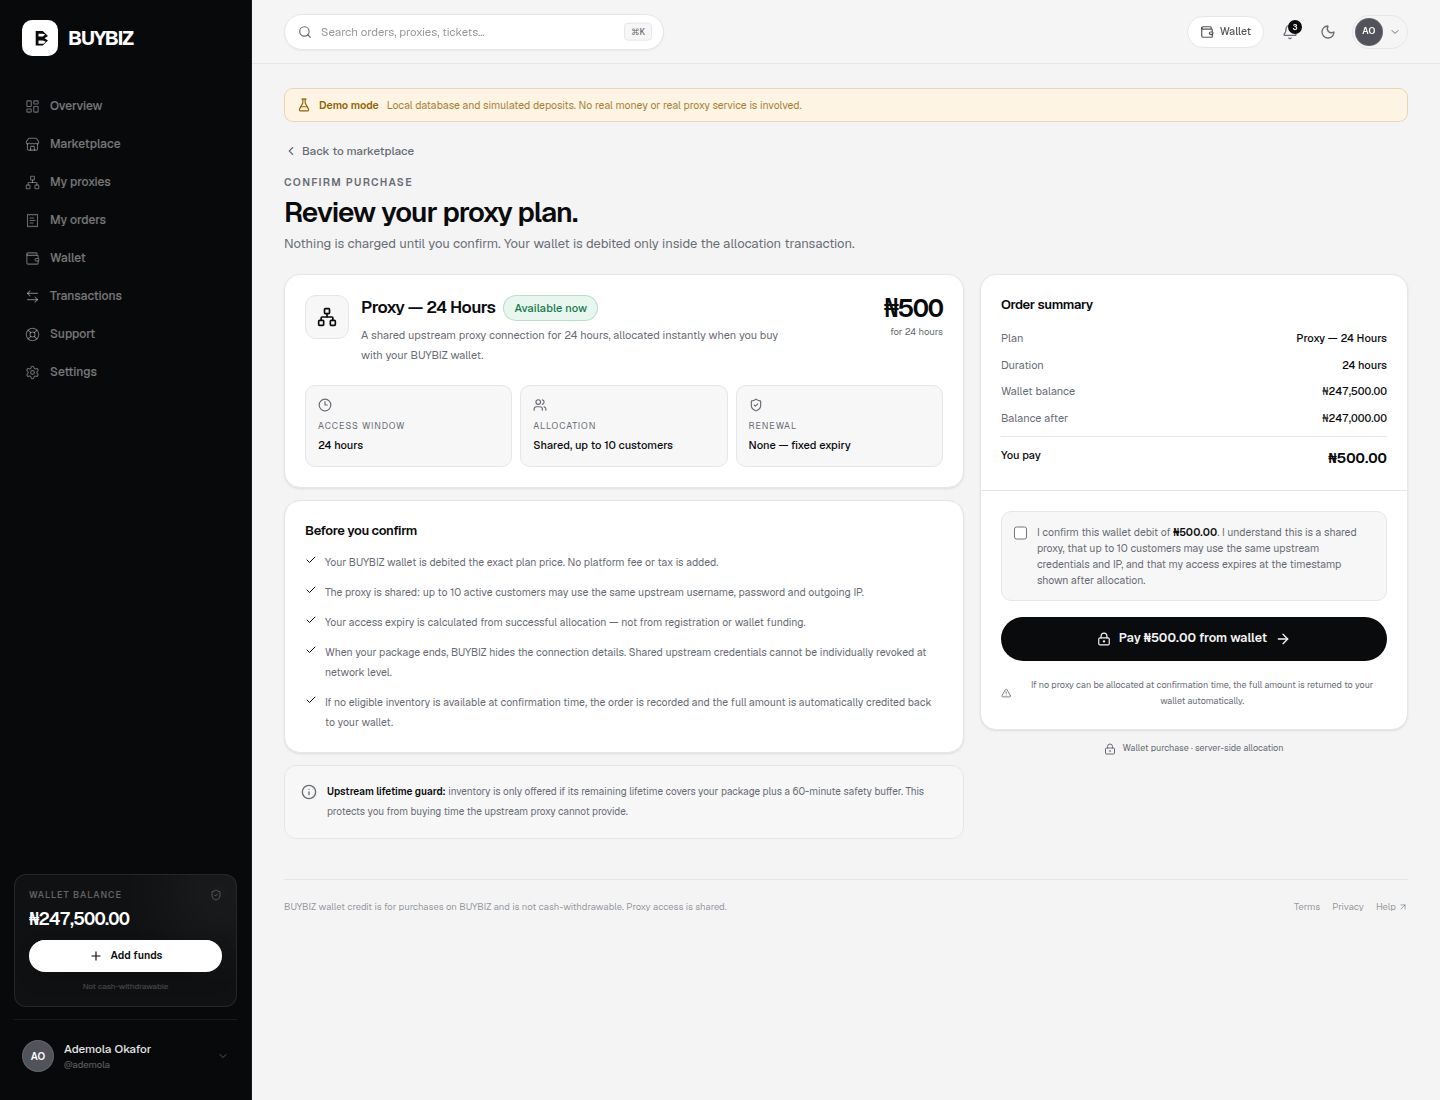 BUYBIZ
Search orders, proxies, tickets...
⌘K
Wallet
3
AO
Overview
Marketplace
My proxies
My orders
Wallet
Transactions
Support
Settings
Demo mode Local database and simulated deposits. No real money or real proxy service is involved.
Back to marketplace
CONFIRM PURCHASE
Review your proxy plan.
Nothing is charged until you confirm. Your wallet is debited only inside the allocation transaction.
Proxy — 24 Hours Available now
₦500
for 24 hours
A shared upstream proxy connection for 24 hours, allocated instantly when you buy
with your BUYBIZ wallet.
ACCESS WINDOW
24 hours
ALLOCATION
Shared, up to 10 customers
RENEWAL
None — fixed expiry
Before you confirm
Your BUYBIZ wallet is debited the exact plan price. No platform fee or tax is added.
The proxy is shared: up to 10 active customers may use the same upstream username, password and outgoing IP.
Your access expiry is calculated from successful allocation — not from registration or wallet funding.
When your package ends, BUYBIZ hides the connection details. Shared upstream credentials cannot be individually revoked at
network level.
If no eligible inventory is available at confirmation time, the order is recorded and the full amount is automatically credited back
to your wallet.
Upstream lifetime guard: inventory is only offered if its remaining lifetime covers your package plus a 60-minute safety buffer. This
protects you from buying time the upstream proxy cannot provide.
Order summary
Plan Proxy — 24 Hours
Duration 24 hours
Wallet balance ₦247,500.00
Balance after ₦247,000.00
You pay ₦500.00
I confirm this wallet debit of ₦500.00. I understand this is a shared
proxy, that up to 10 customers may use the same upstream
credentials and IP, and that my access expires at the timestamp
shown after allocation.
Pay ₦500.00 from wallet
If no proxy can be allocated at confirmation time, the full amount is returned to your
wallet automatically.
Wallet purchase · server-side allocation
WALLET BALANCE
₦247,500.00
Add funds
Not cash-withdrawable
AO
Ademola Okafor
@ademola
BUYBIZ wallet credit is for purchases on BUYBIZ and is not cash-withdrawable. Proxy access is shared.
Terms Privacy Help